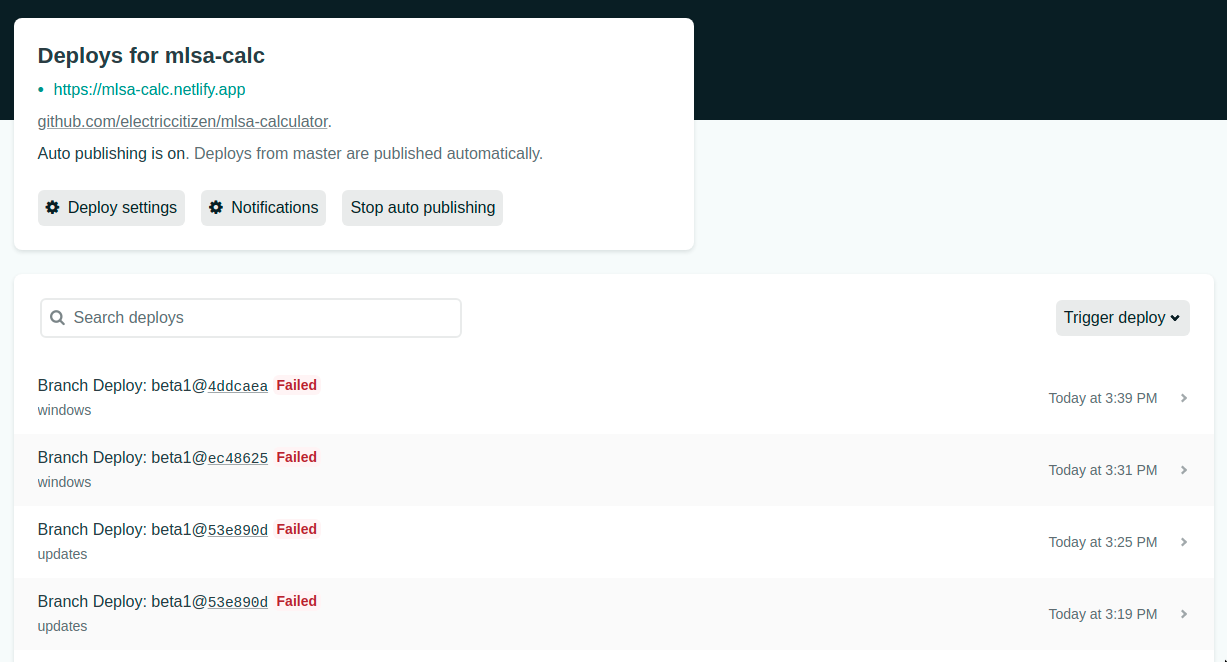 Deploys for mlsa-calc
• https://mlsa-calc.netlify.app
github.com/electriccitizen/mlsa-calculator.
Auto publishing is on. Deploys from master are published automatically.
Deploy settings Notifications Stop auto publishing
Search deploys Trigger deploy
Branch Deploy: beta1@4ddcaea Failed
windows
Today at 3:39 PM
Branch Deploy: beta1@ec48625 Failed
windows
Today at 3:31 PM
Branch Deploy: beta1@53e890d Failed
updates
Today at 3:25 PM
Branch Deploy: beta1@53e890d Failed
updates
Today at 3:19 PM